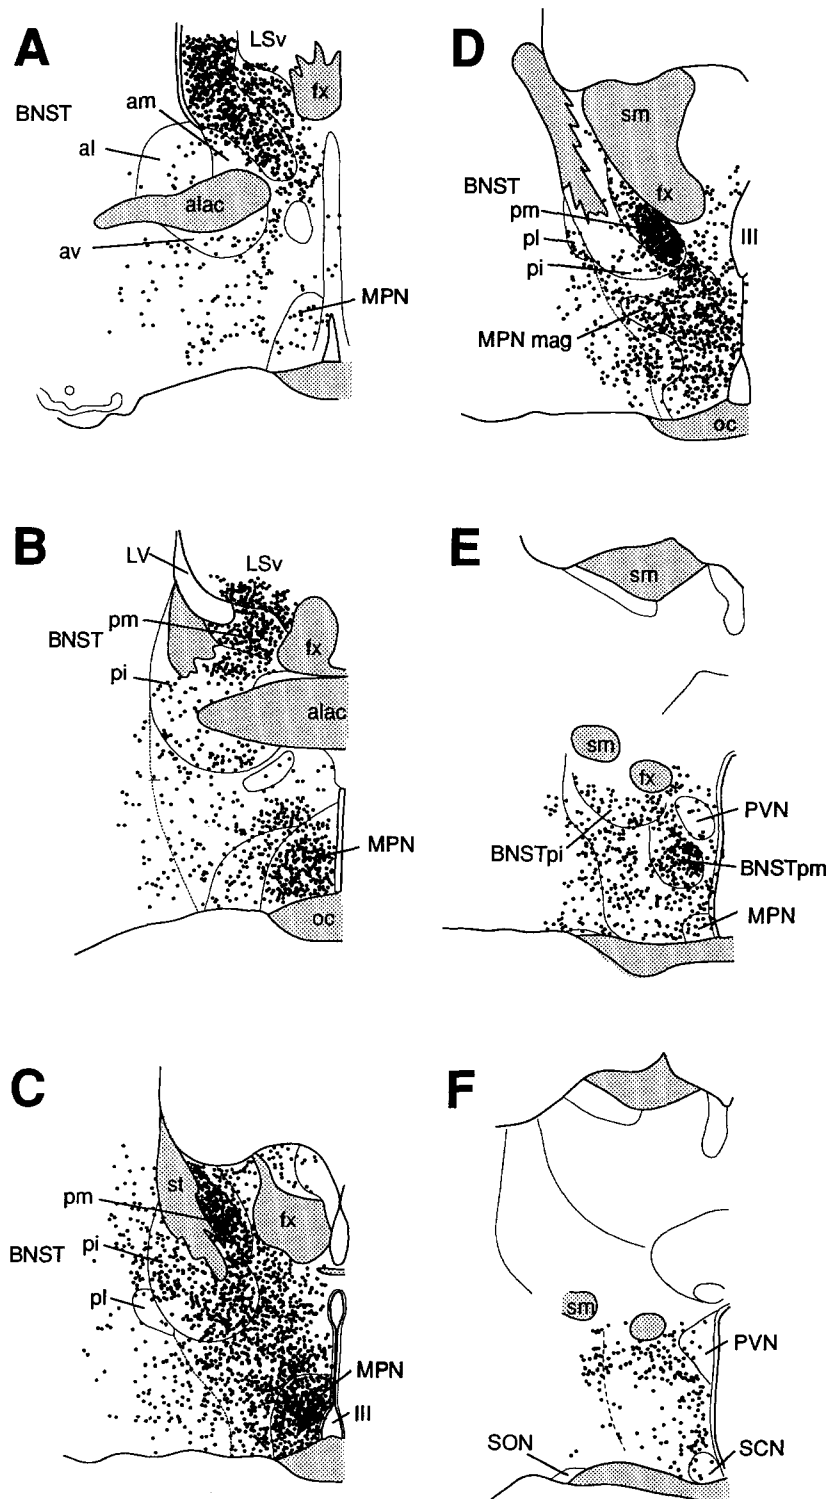 A
LSv
fx
am
BNST
al
alac
av
MPN
B
LV
LSv
pm
BNST
fx
pi
alac
MPN
oc
C
st
pm
fx
BNST
pi
pl
MPN
III
D
sm
BNST
fx
pm
III
pl
pi
MPN mag
oc
E
sm
sm
fx
PVN
BNSTpi
BNSTpm
MPN
F
sm
PVN
SON
SCN